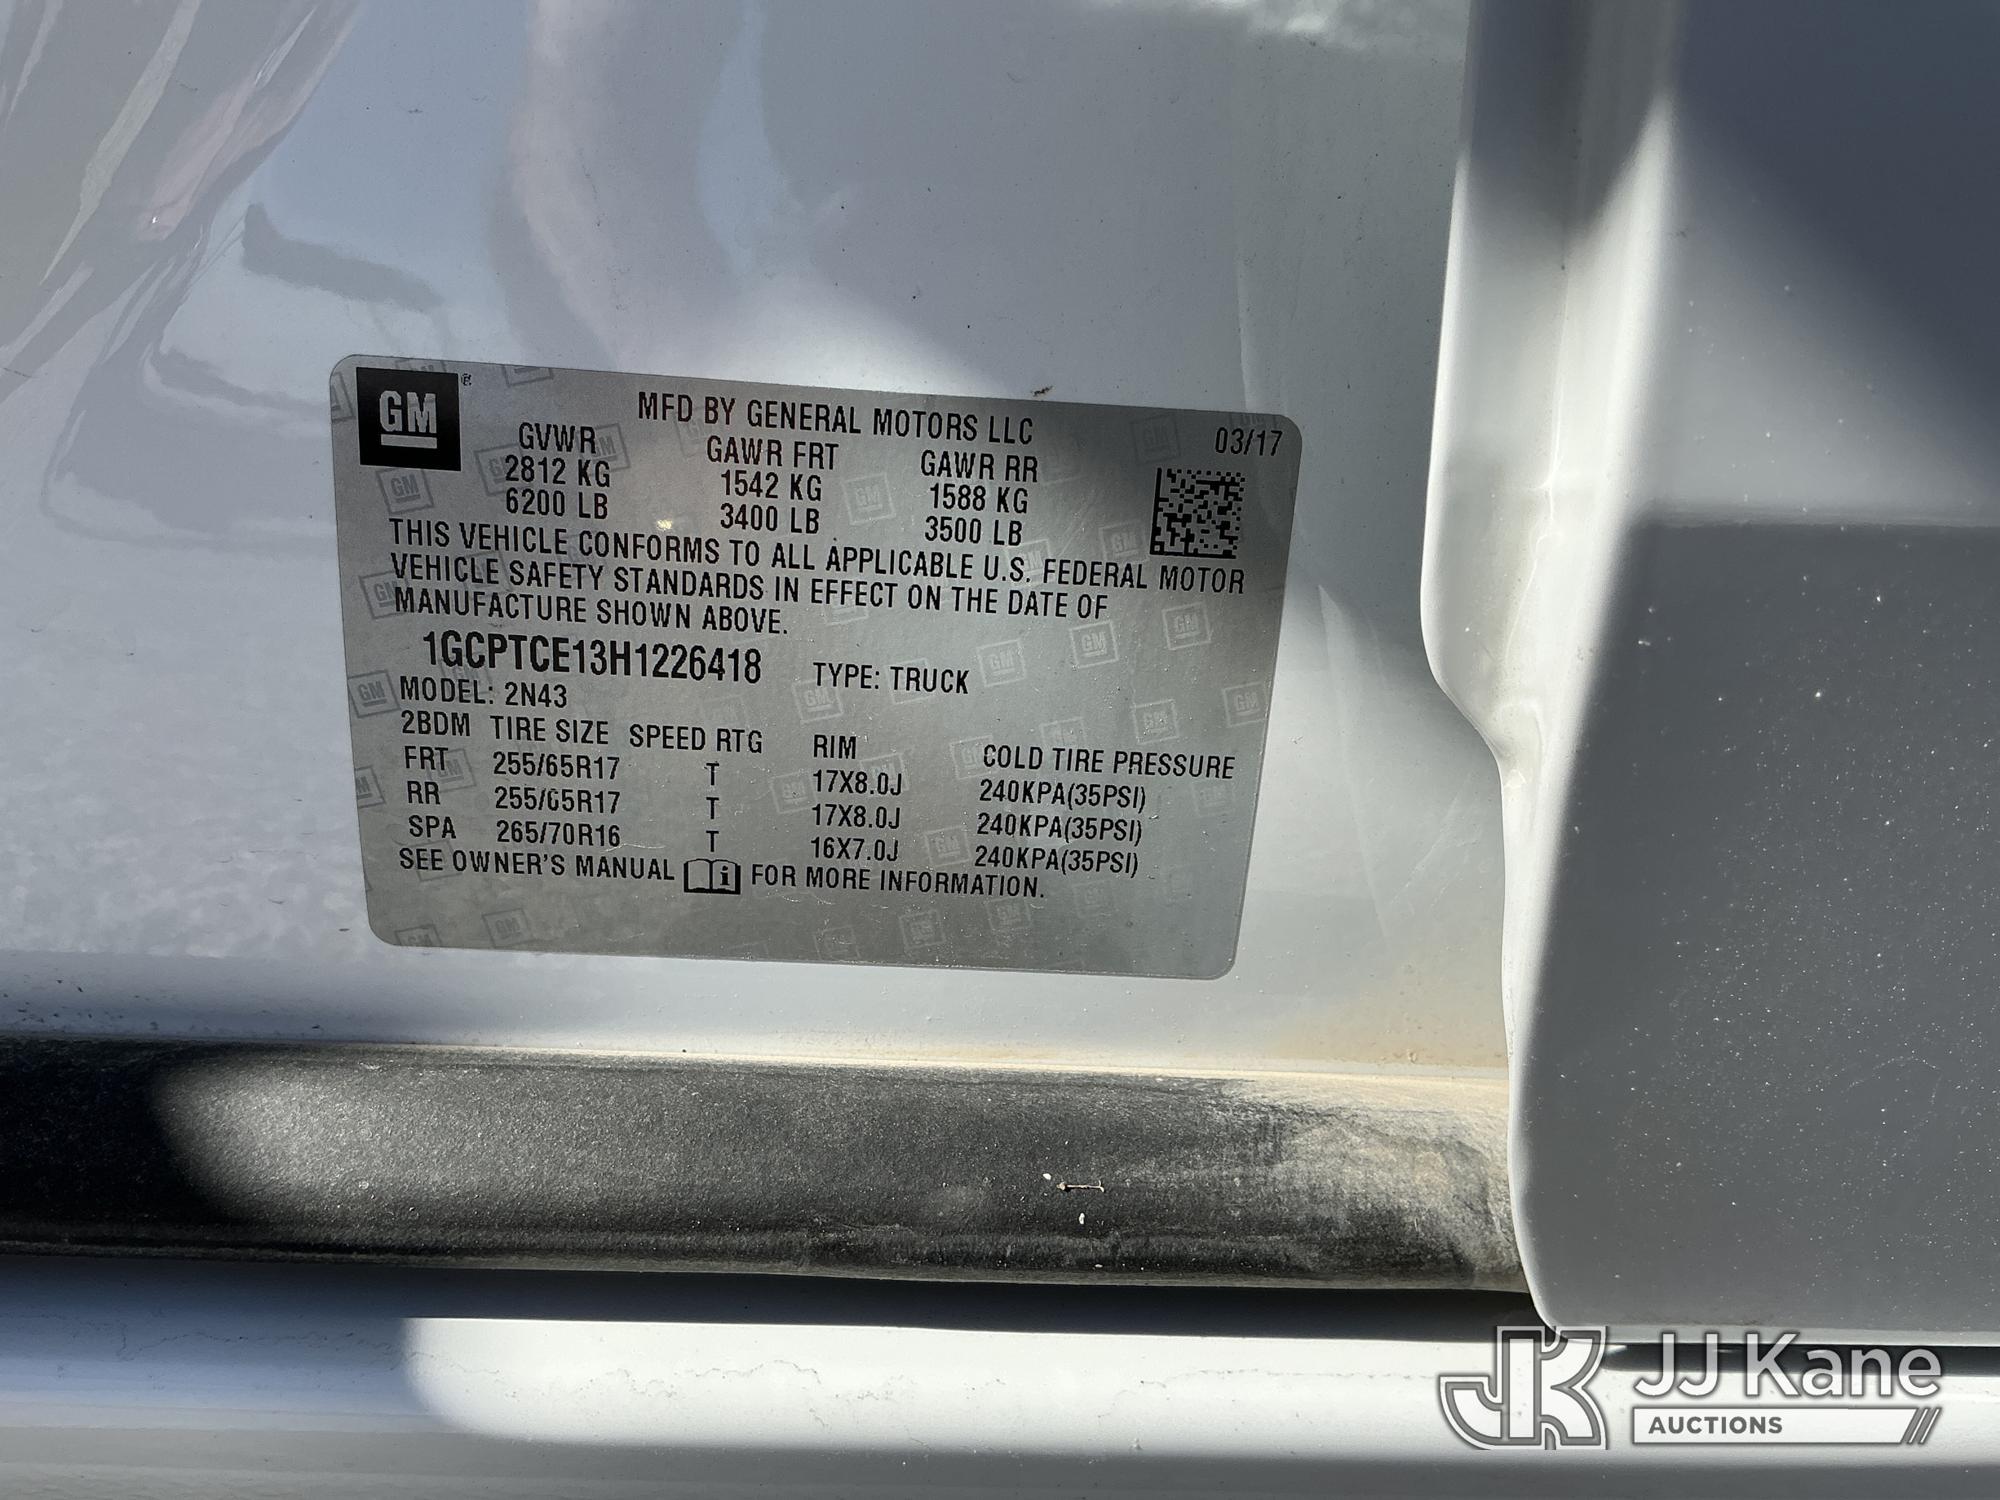 GM
MFD BY GENERAL MOTORS LLC
03/17
GVWR GAWR FRT GAWR RR
2812 KG 1542 KG 1588 KG
6200 LB 3400 LB 3500 LB
THIS VEHICLE CONFORMS TO ALL APPLICABLE U.S. FEDERAL MOTOR
VEHICLE SAFETY STANDARDS IN EFFECT ON THE DATE OF
MANUFACTURE SHOWN ABOVE.
1GCPTCE13H1226418 TYPE: TRUCK
MODEL: 2N43
2BDM TIRE SIZE SPEED RTG RIM COLD TIRE PRESSURE
FRT 255/65R17 T 17X8.0J 240KPA(35PSI)
RR 255/65R17 T 17X8.0J 240KPA(35PSI)
SPA 265/70R16 T 16X7.0J 240KPA(35PSI)
SEE OWNER'S MANUAL FOR MORE INFORMATION.
JK JJ Kane
AUCTIONS